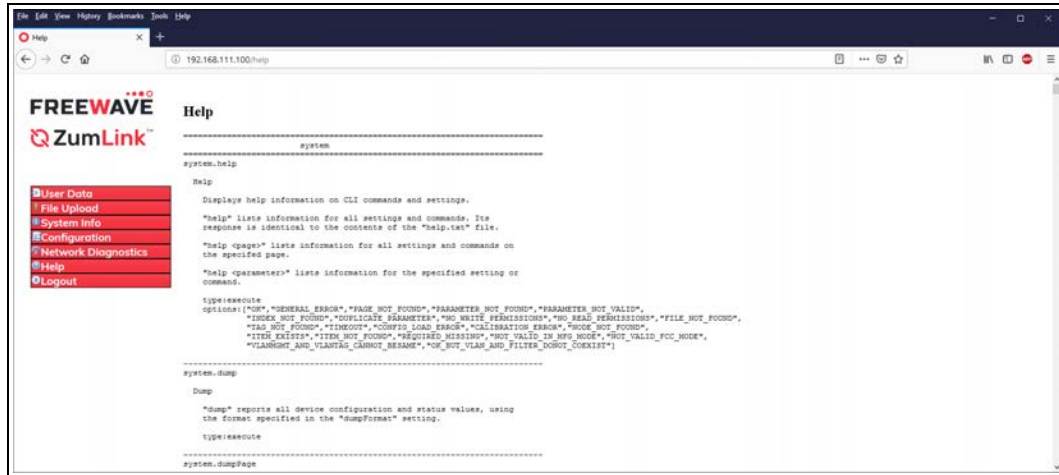 File Edit View History Bookmarks Tools Help
Help
192.168.111.100/help
FREEWAVE
ZumLink™
User Data
File Upload
System Info
Configuration
Network Diagnostics
Help
Logout
Help
================================================================================
system
================================================================================
system.help
Help
Displays help information on CLI commands and settings.
"help" lists information for all settings and commands. Its
response is identical to the contents of the "help.txt" file.
"help <page>" lists information for all settings and commands on
the specifed page.
"help <parameter>" lists information for the specified setting or
command.
type:execute
options:["OK","GENERAL_ERROR","PAGE_NOT_FOUND","PARAMETER_NOT_FOUND","PARAMETER_NOT_VALID",
"INDEX_NOT_FOUND","DUPLICATE_PARAMETER","NO_WRITE_PERMISSIONS","NO_READ_PERMISSIONS","FILE_NOT_FOUND",
"TAG_NOT_FOUND","TIMEOUT","CONFIG_LOAD_ERROR","CALIBRATION_ERROR","NODE_NOT_FOUND",
"ITEM_EXISTS","ITEM_NOT_FOUND","REQUIRED_MISSING","NOT_VALID_IN_MFG_MODE","NOT_VALID_FCC_MODE",
"VLANMGMT_AND_VLANTAG_CANNOT_BESAME","OK_BUT_VLAN_AND_FILTER_DONOT_COEXIST"]
--------------------------------------------------------------------------------
system.dump
Dump
"dump" reports all device configuration and status values, using
the format specified in the "dumpFormat" setting.
type:execute
--------------------------------------------------------------------------------
system.dumpPage